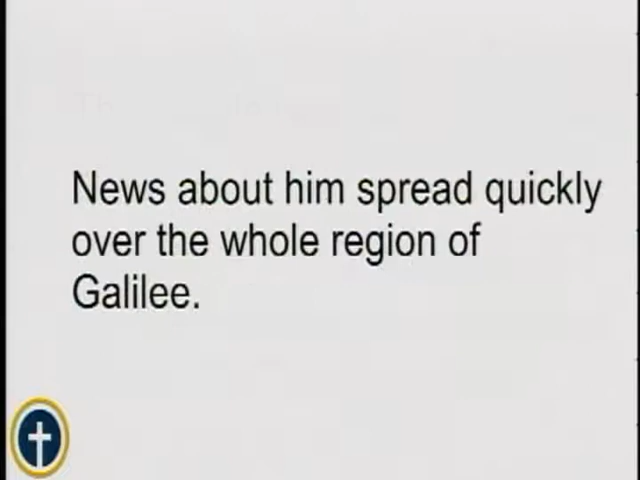 News about him spread quickly
over the whole region of
Galilee.